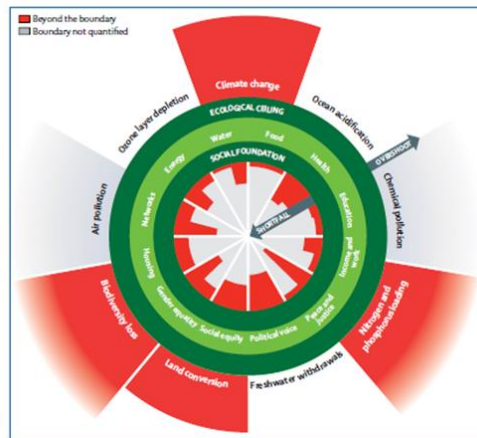 Beyond the boundary
Boundary not quantified
Climate change
Ozone layer depletion
Ocean acidification
ECOLOGICAL CEILING
OVERSHOOT
Water
Food
Energy
Health
SOCIAL FOUNDATION
Air pollution
Networks
Education
Chemical pollution
SHORTFALL
Housing
Income and
work
Gender equality
Social equity
Political voice
Peace and
justice
Biodiversity loss
Nitrogen and
phosphorus loading
Land conversion
Freshwater withdrawals